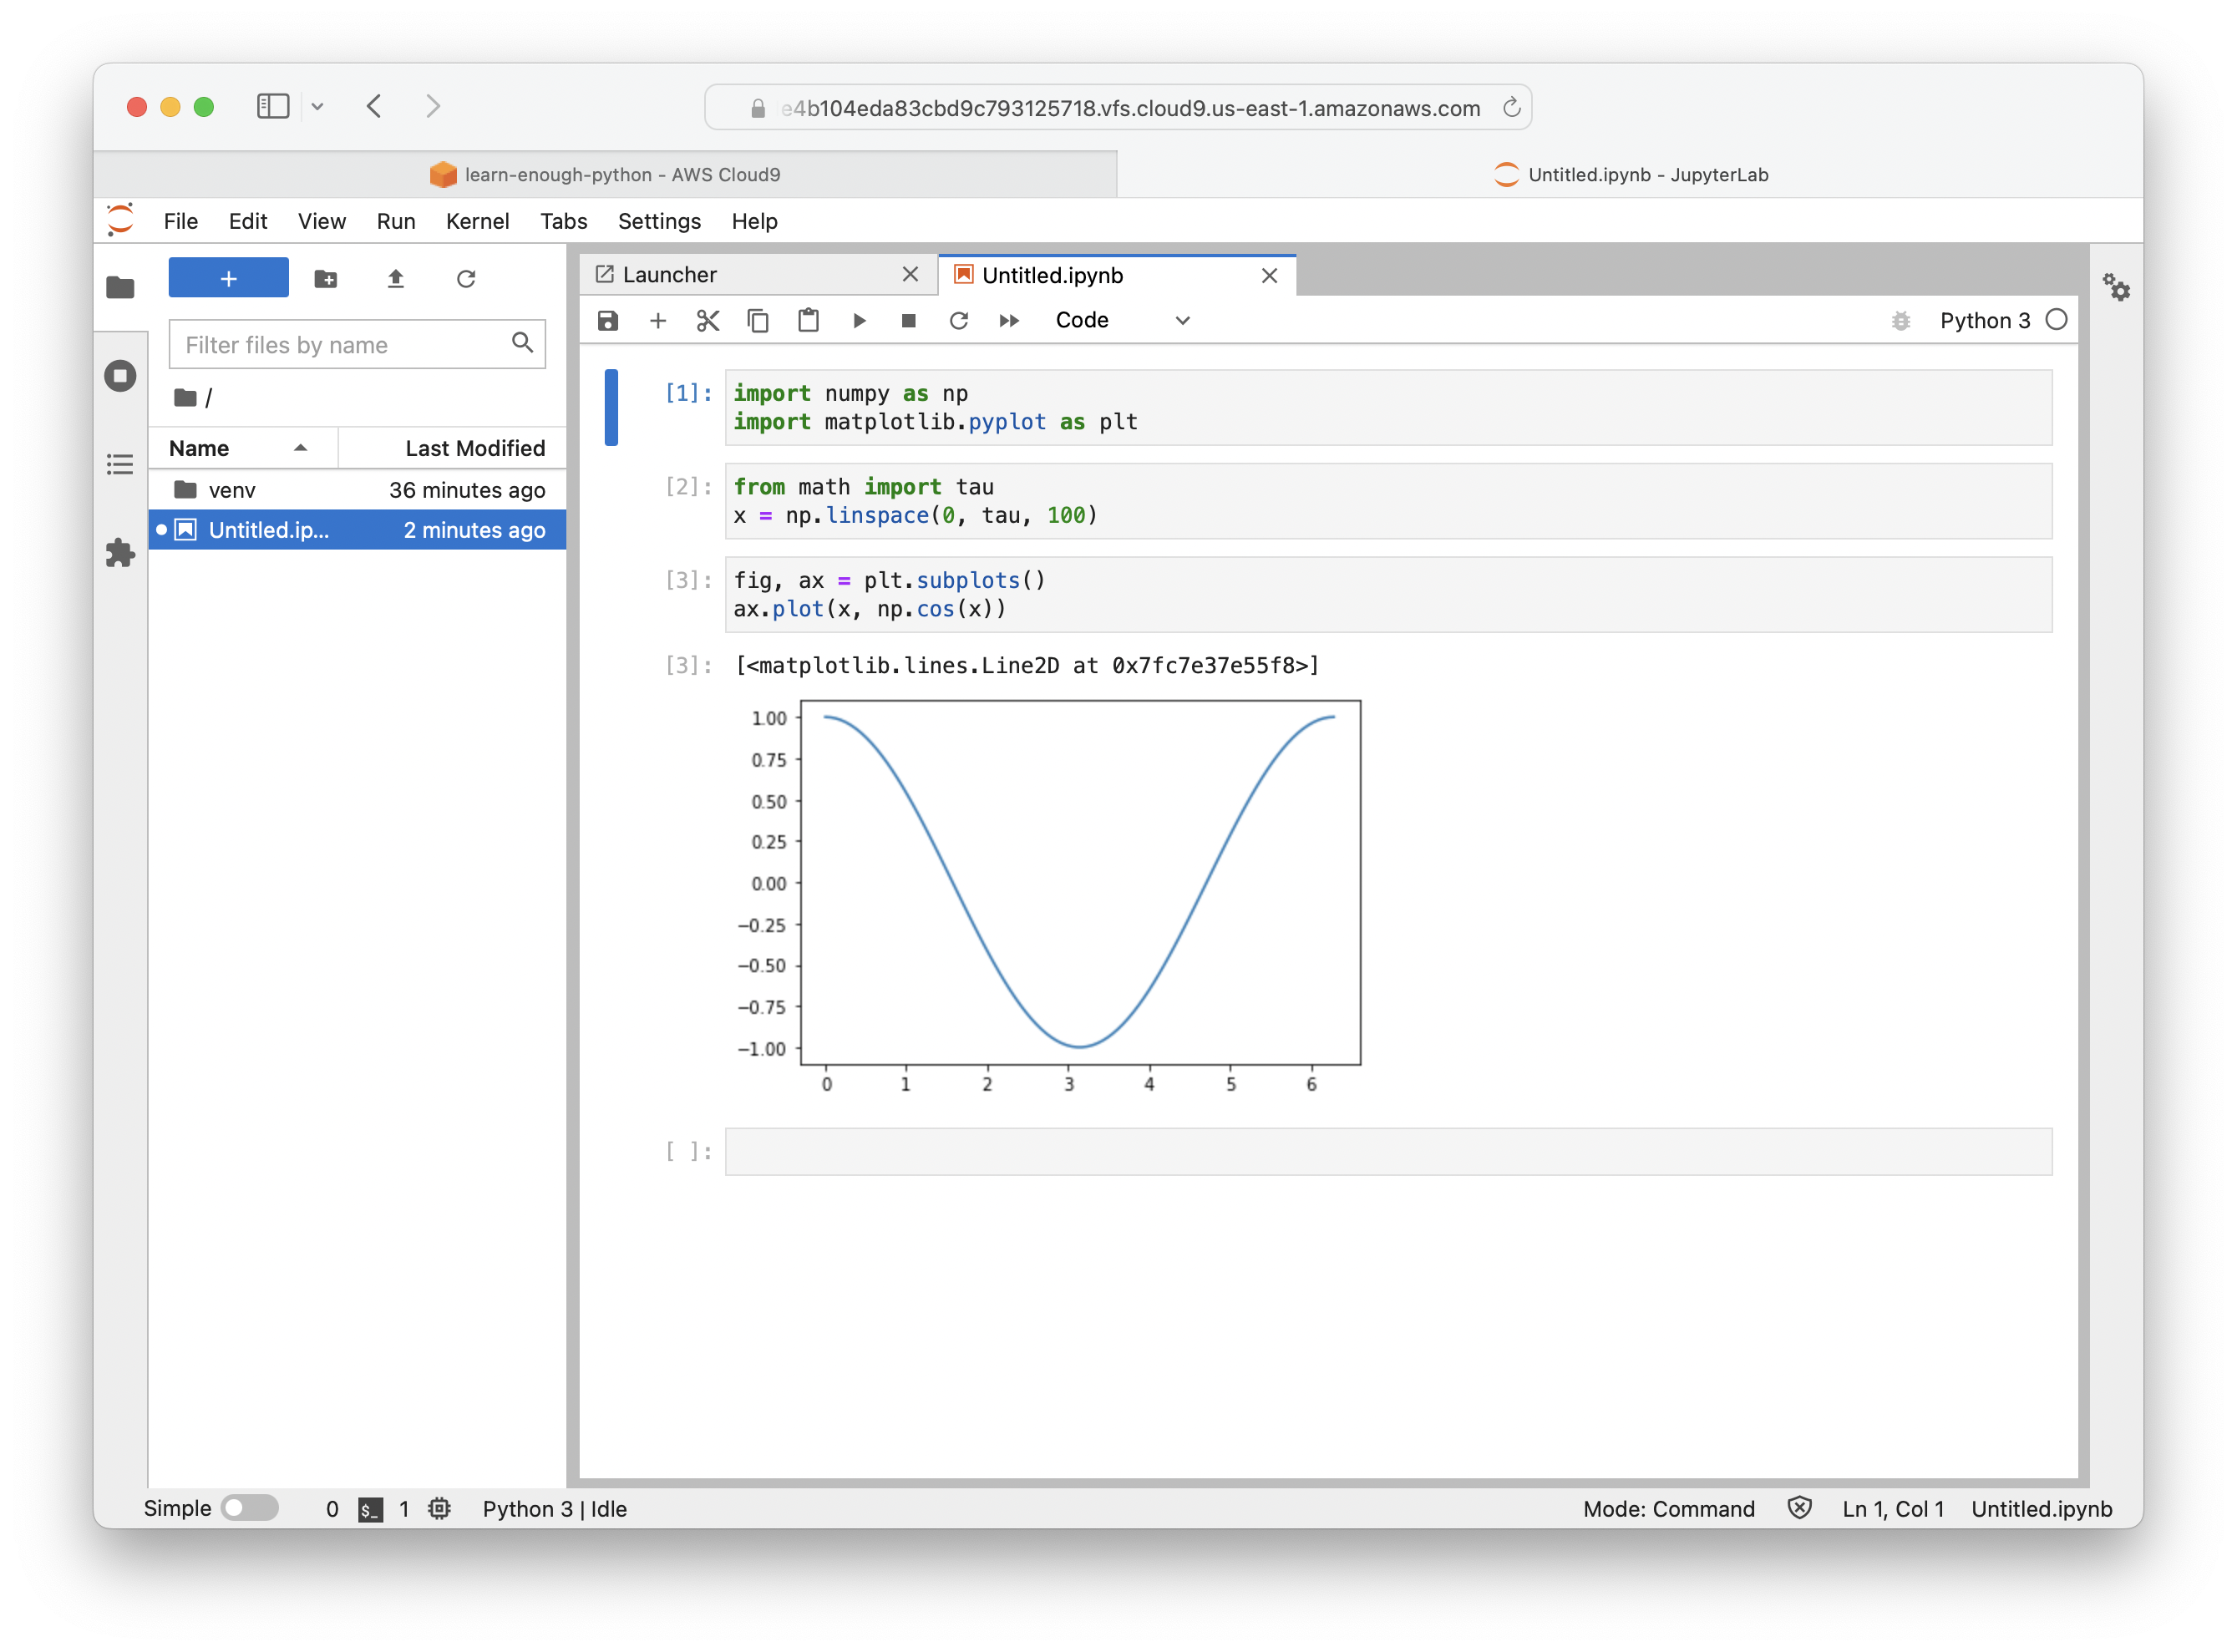 e4b104eda83cbd9c793125718.vfs.cloud9.us-east-1.amazonaws.com
learn-enough-python - AWS Cloud9
Untitled.ipynb - JupyterLab
File Edit View Run Kernel Tabs Settings Help
+
Filter files by name
/
Name Last Modified
venv 36 minutes ago
Untitled.ip... 2 minutes ago
Launcher
Untitled.ipynb
Code
Python 3
[1]: import numpy as np
import matplotlib.pyplot as plt
[2]: from math import tau
x = np.linspace(0, tau, 100)
[3]: fig, ax = plt.subplots()
ax.plot(x, np.cos(x))
[3]: [<matplotlib.lines.Line2D at 0x7fc7e37e55f8>]
1.00
0.75
0.50
0.25
0.00
−0.25
−0.50
−0.75
−1.00
0 1 2 3 4 5 6
[ ]:
Simple 0 $_ 1 Python 3 | Idle Mode: Command Ln 1, Col 1 Untitled.ipynb